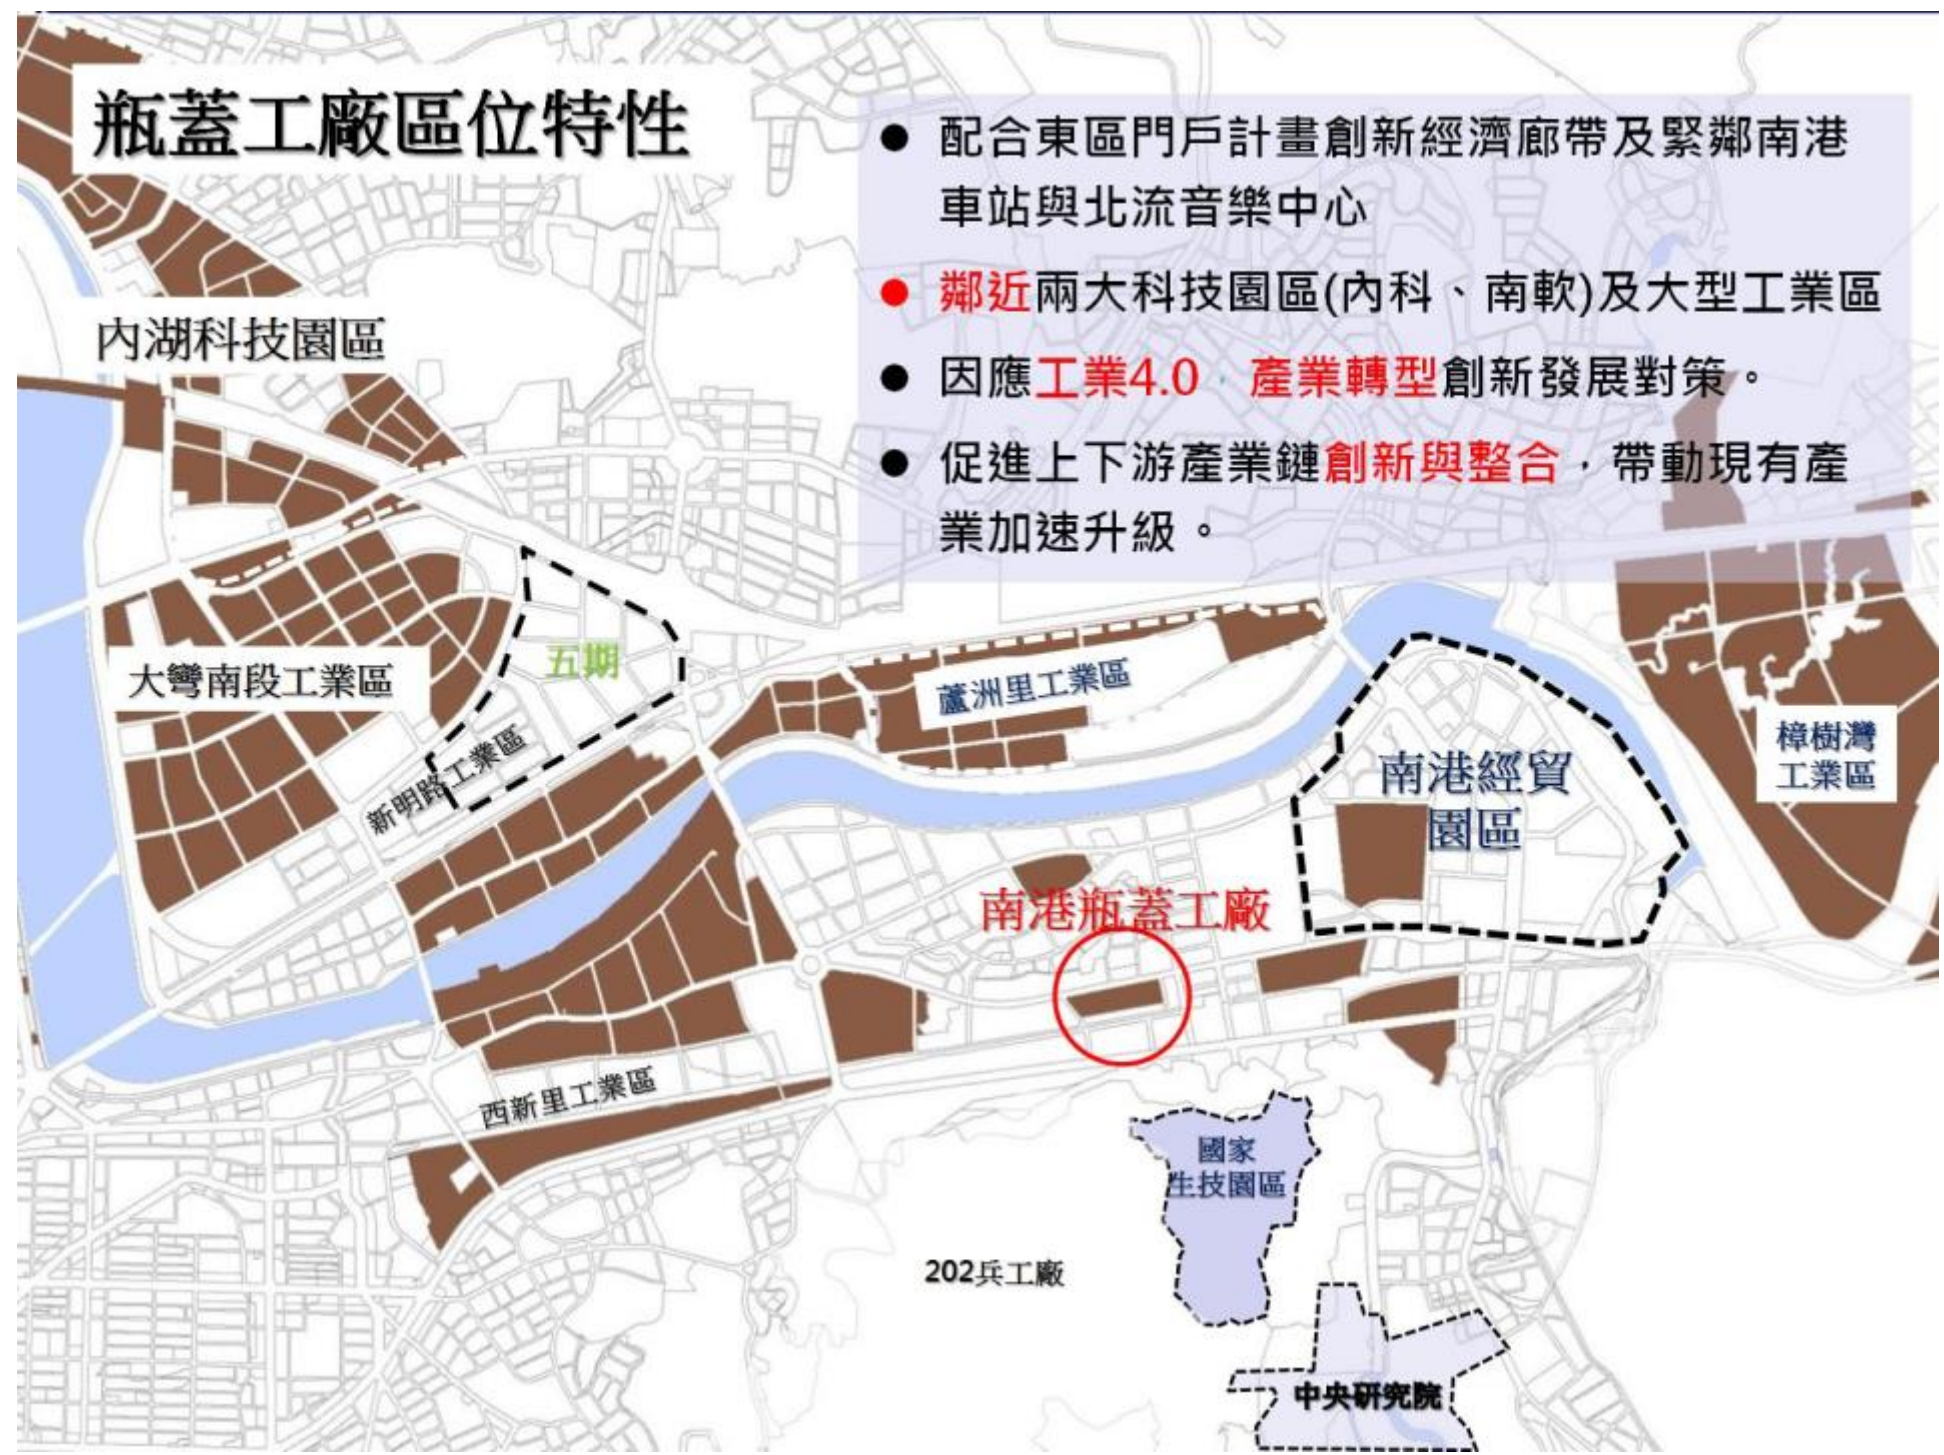 瓶蓋工廠區位特性
● 配合東區門戶計畫創新經濟廊帶及緊鄰南港
車站與北流音樂中心
● 鄰近兩大科技園區(內科、南軟)及大型工業區
● 因應工業4.0，產業轉型創新發展對策。
● 促進上下游產業鏈創新與整合，帶動現有產
業加速升級。
內湖科技園區
五期
大彎南段工業區
蘆洲里工業區
新明路工業區
樟樹灣
工業區
南港經貿
園區
南港瓶蓋工廠
西新里工業區
國家
生技園區
202兵工廠
中央研究院